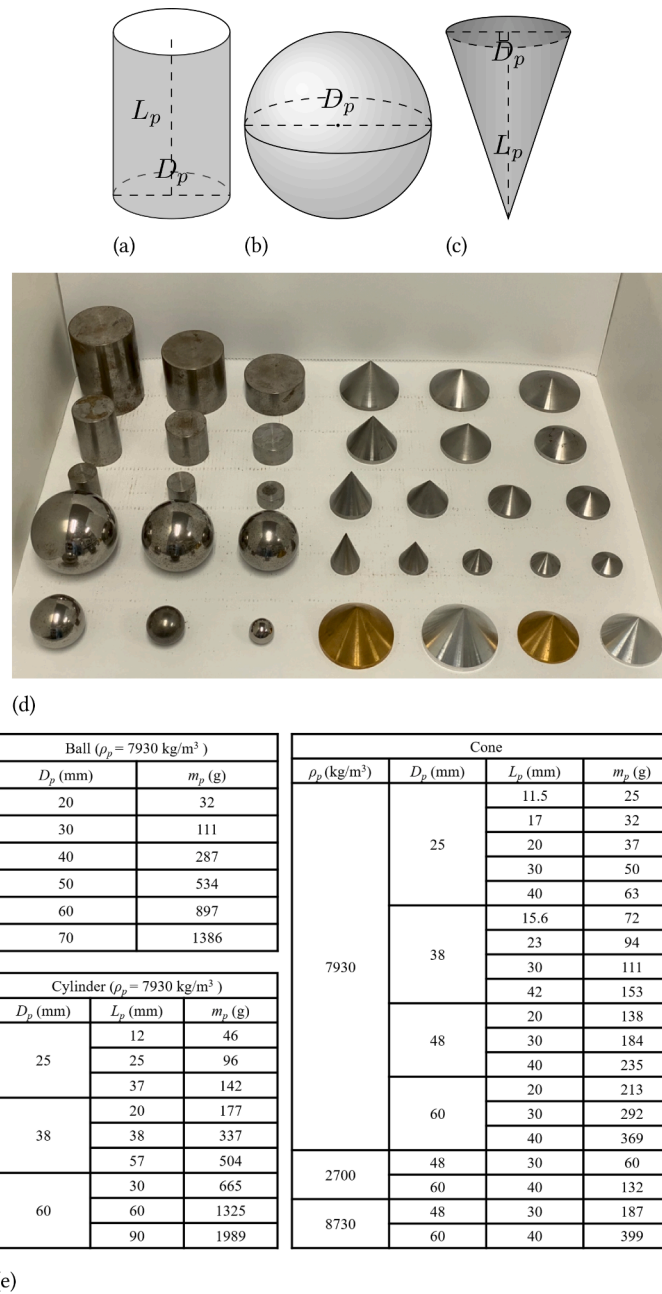 L_p
D_p
D_p
D_p
L_p
(a) (b) (c)
(d)
Ball (ρ_p = 7930 kg/m³ )
D_p (mm) m_p (g)
20 32
30 111
40 287
50 534
60 897
70 1386
Cylinder (ρ_p = 7930 kg/m³ )
D_p (mm) L_p (mm) m_p (g)
25
12 46
25 96
37 142
38
20 177
38 337
57 504
60
30 665
60 1325
90 1989
Cone
ρ_p (kg/m³) D_p (mm) L_p (mm) m_p (g)
7930
25
11.5 25
17 32
20 37
30 50
40 63
38
15.6 72
23 94
30 111
42 153
48
20 138
30 184
40 235
60
20 213
30 292
40 369
2700
48 30 60
60 40 132
8730
48 30 187
60 40 399
e)